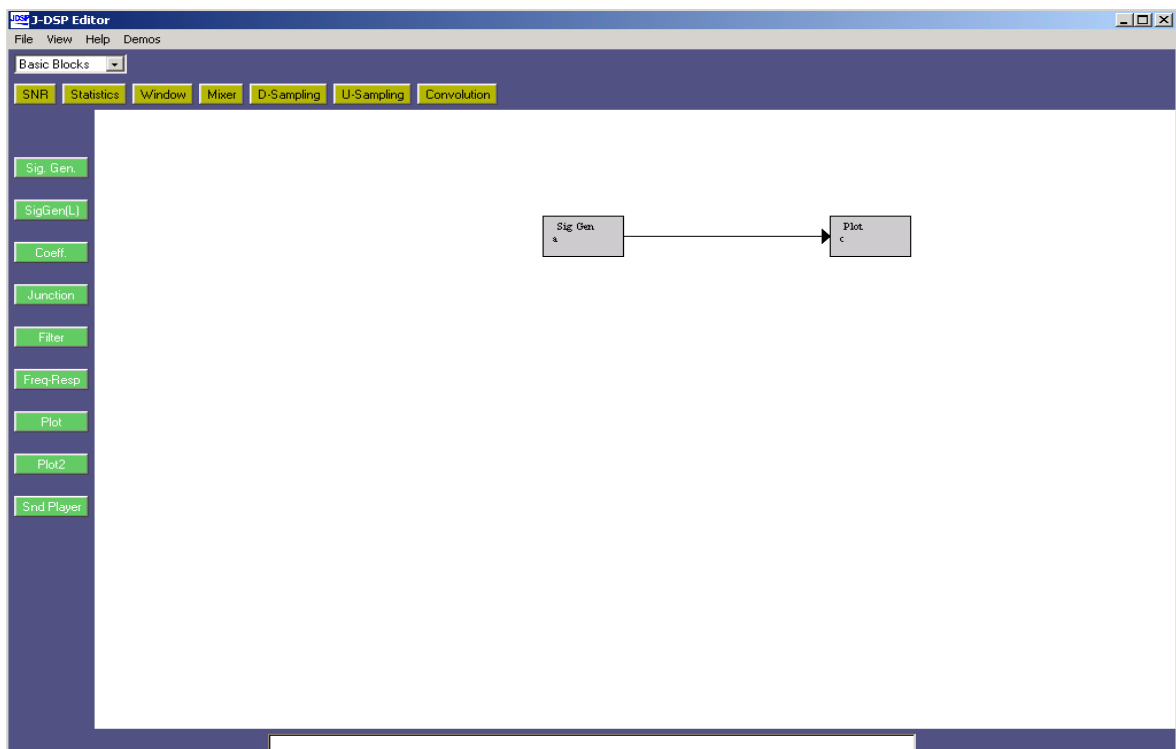 JDSP J-DSP Editor
File View Help Demos
Basic Blocks
SNR Statistics Window Mixer D-Sampling U-Sampling Convolution
Sig. Gen.
SigGen(L)
Coeff.
Junction
Filter
Freq-Resp
Plot
Plot2
Snd Player
Sig Gen
a
Plot
c